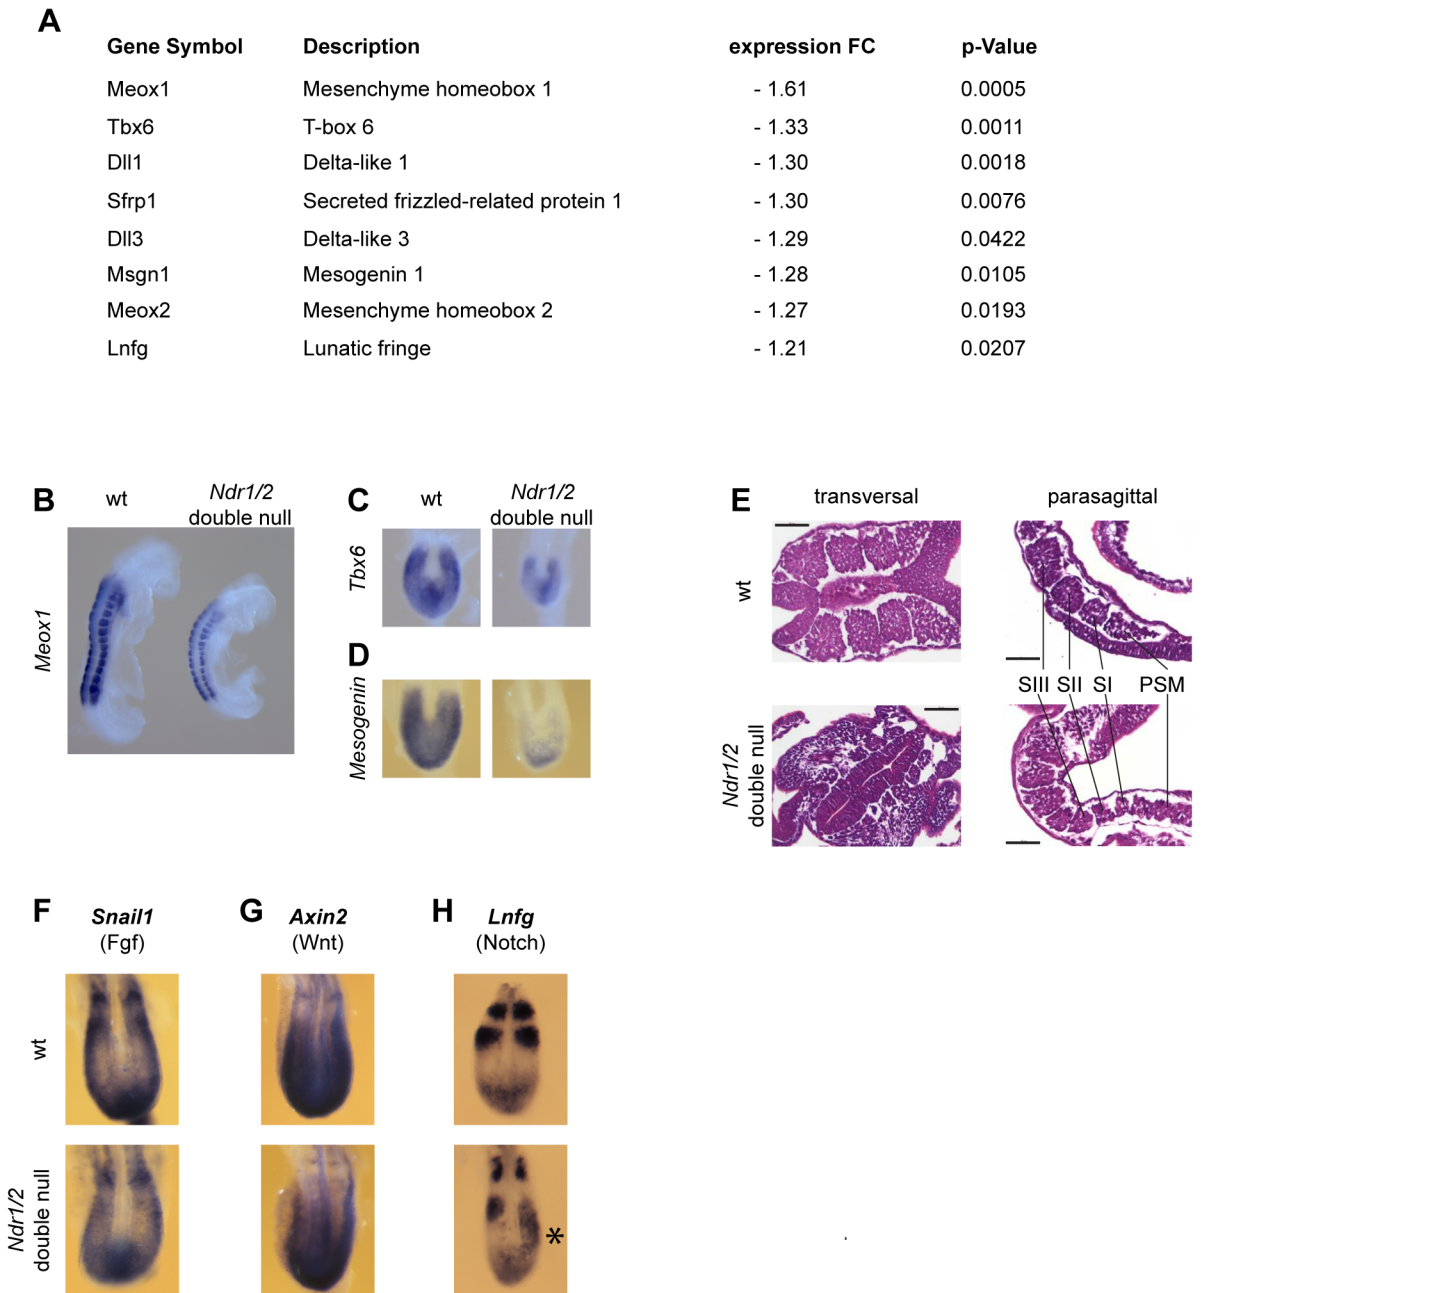 A
Gene Symbol Description expression FC p-Value
Meox1 Mesenchyme homeobox 1 - 1.61 0.0005
Tbx6 T-box 6 - 1.33 0.0011
Dll1 Delta-like 1 - 1.30 0.0018
Sfrp1 Secreted frizzled-related protein 1 - 1.30 0.0076
Dll3 Delta-like 3 - 1.29 0.0422
Msgn1 Mesogenin 1 - 1.28 0.0105
Meox2 Mesenchyme homeobox 2 - 1.27 0.0193
Lnfg Lunatic fringe - 1.21 0.0207
B
wt
Ndr1/2
double null
Meox1
C
wt
Ndr1/2
double null
Tbx6
D
Mesogenin
E
transversal
parasagittal
wt
SIII SII SI PSM
Ndr1/2
double null
F
Snail1
(Fgf)
G
Axin2
(Wnt)
H
Lnfg
(Notch)
wt
Ndr1/2
double null
*